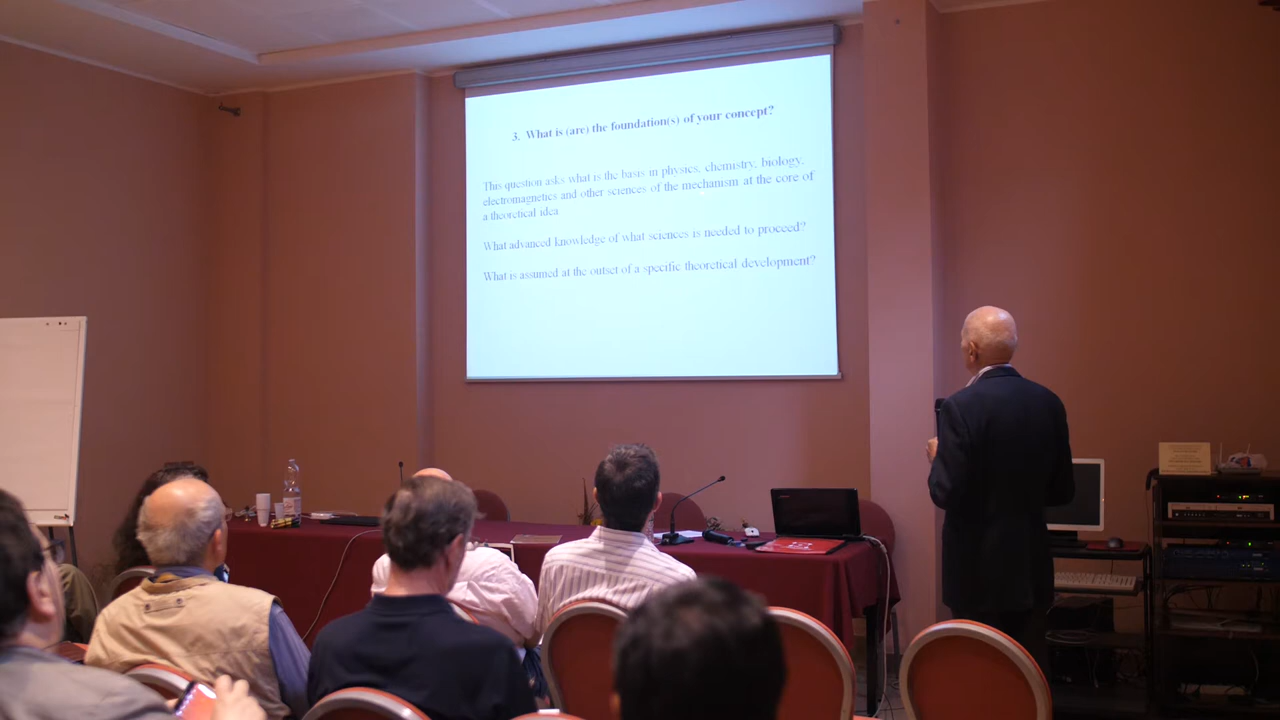 3. What is (are) the foundation(s) of your concept?
This question asks what is the basis in physics, chemistry, biology,
electromagnetics and other sciences of the mechanism at the core of
a theoretical idea
What advanced knowledge of what sciences is needed to proceed?
What is assumed at the outset of a specific theoretical development?